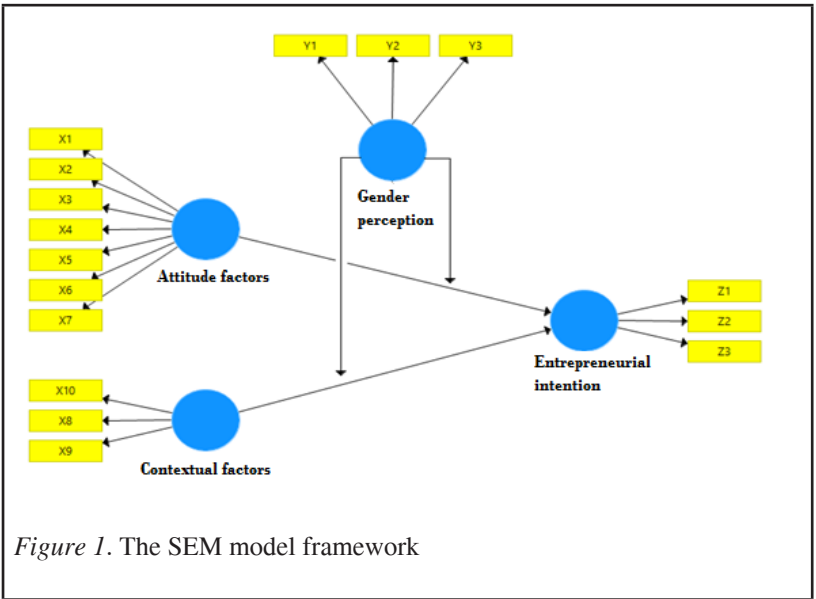 Y1 Y2 Y3
Gender
perception
X1
X2
X3
X4
X5
X6
X7
Attitude factors
Z1
Z2
Z3
Entrepreneurial
intention
X10
X8
X9
Contextual factors
Figure 1. The SEM model framework